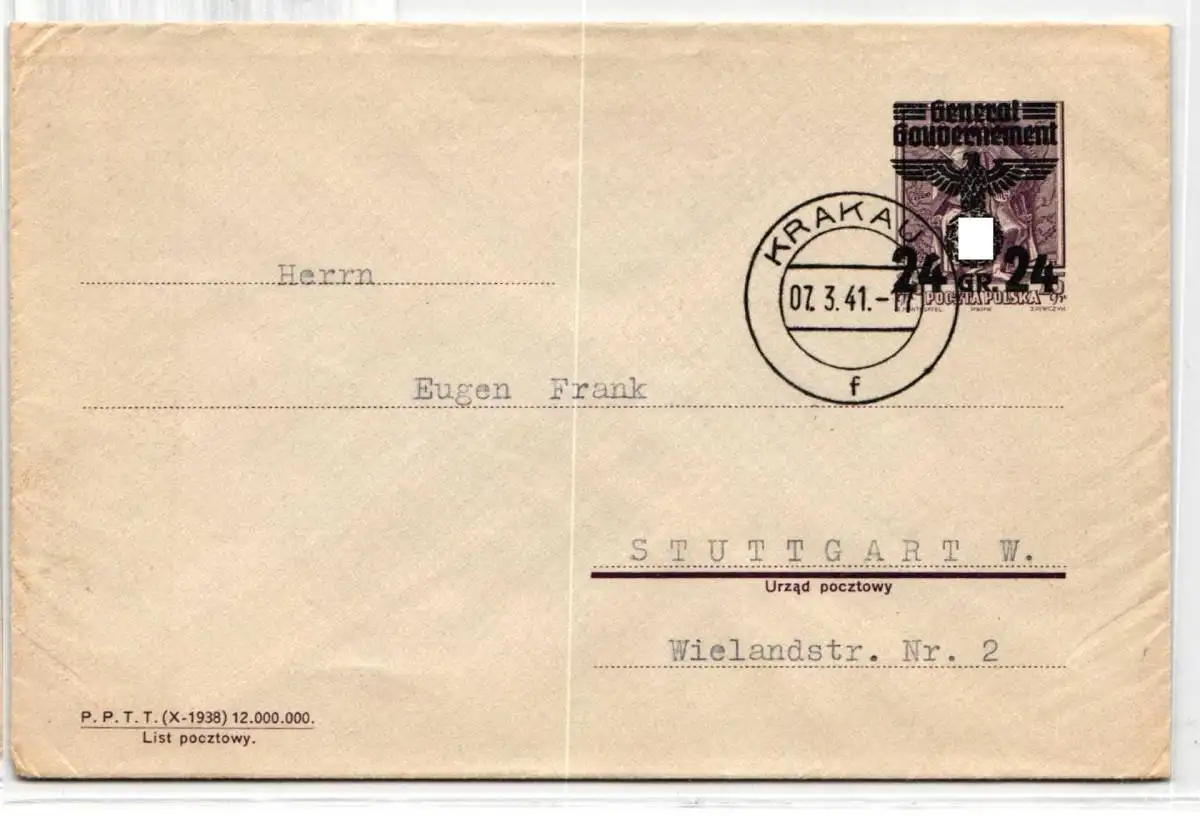 General
Gouvernement
KRAKAU
24 GR. 24
07. 3. 41. - 17
POCZTA POLSKA
f
Herrn
Eugen Frank
STUTTGART W.
Urząd pocztowy
Wielandstr. Nr. 2
P. P. T. T. (X-1938) 12.000.000.
List pocztowy.